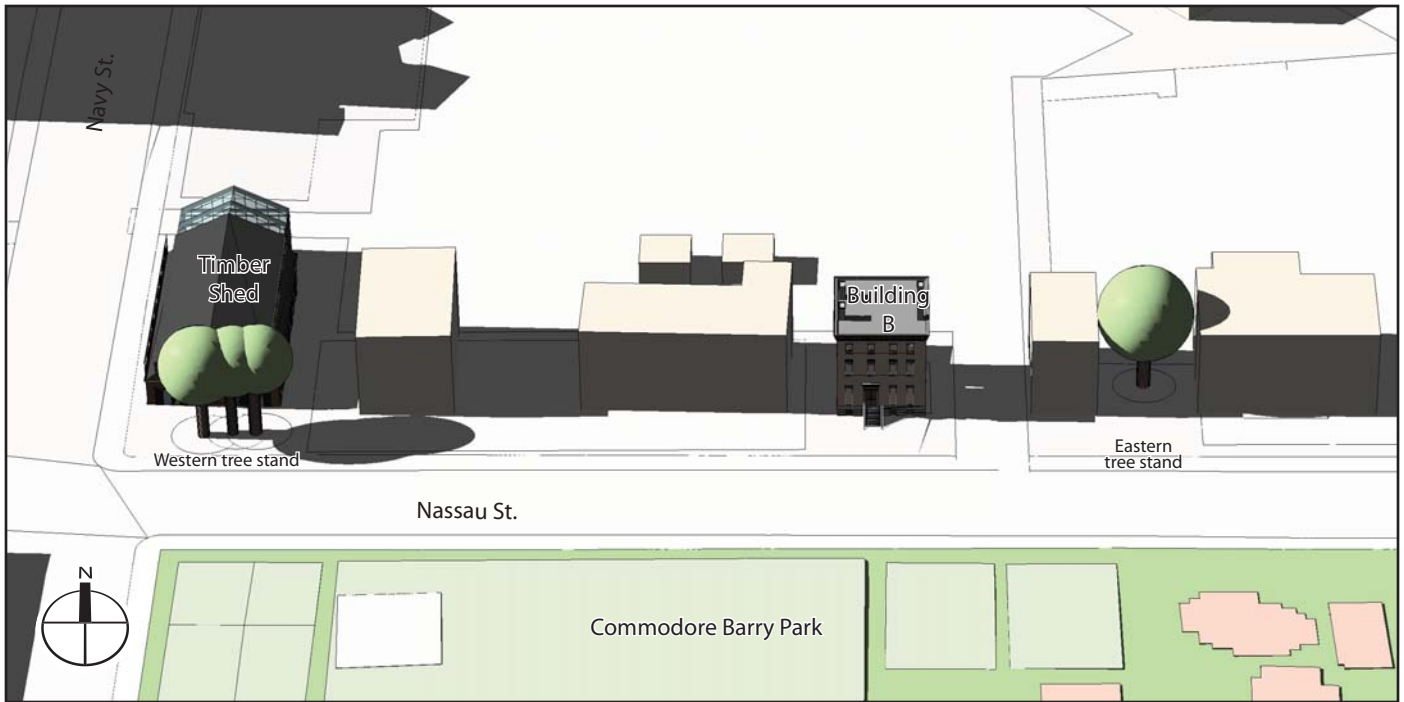 Navy St.
Timber
Shed
Building
B
Western tree stand
Eastern
tree stand
Nassau St.
N
Commodore Barry Park